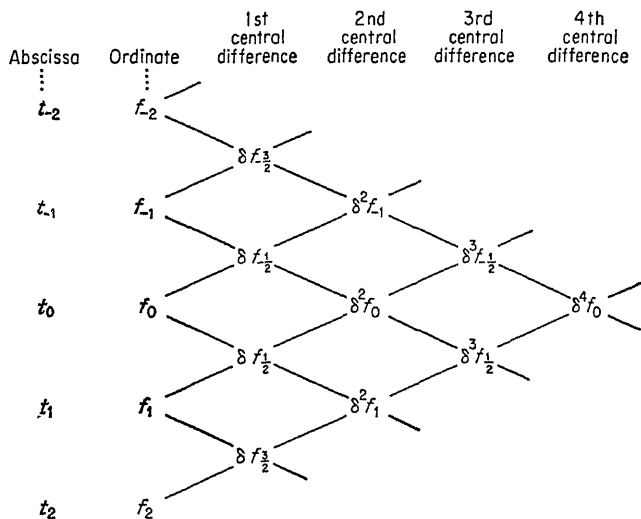 1st 2nd 3rd 4th
central central central central
Abscissa Ordinate difference difference difference difference
t₋₂ f₋₂
δf₋₃⁄₂
t₋₁ f₋₁ δ²f₋₁
δf₋₁⁄₂ δ³f₋₁⁄₂
t₀ f₀ δ²f₀ δ⁴f₀
δf₁⁄₂ δ³f₁⁄₂
t₁ f₁ δ²f₁
δf₃⁄₂
t₂ f₂